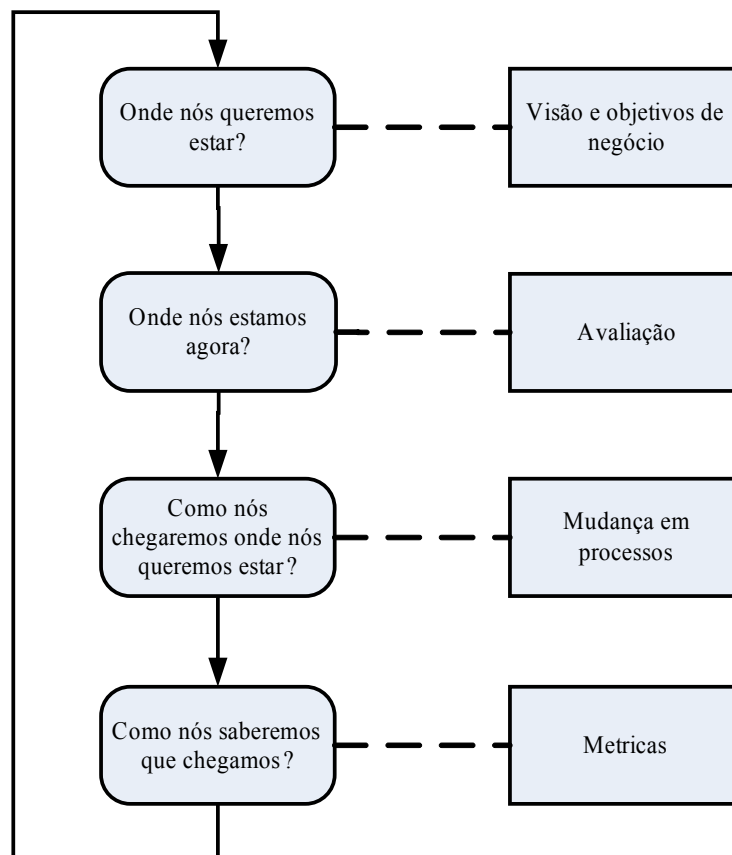 Onde nós queremos
estar?
Visão e objetivos de
negócio
Onde nós estamos
agora?
Avaliação
Como nós
chegaremos onde nós
queremos estar?
Mudança em
processos
Como nós saberemos
que chegamos?
Metricas